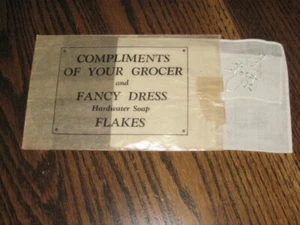 COMPLIMENTS
OF YOUR GROCER
and
FANCY DRESS
Hardwater Soap
FLAKES